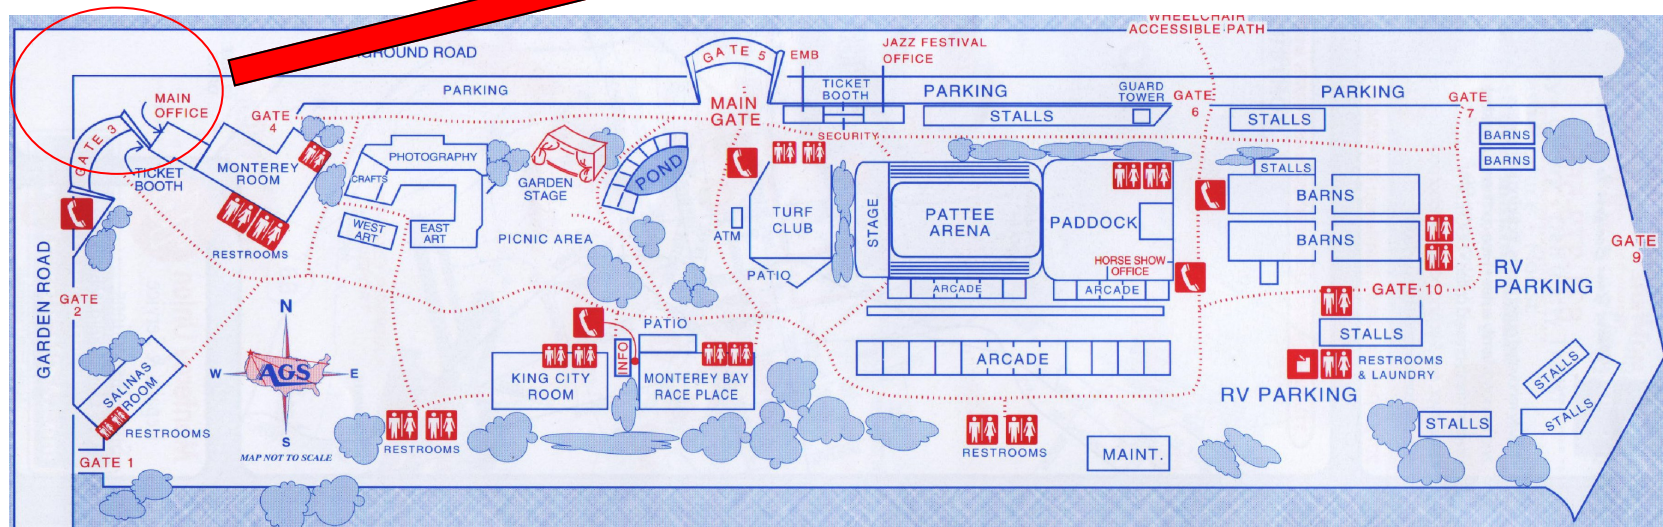 WHEELCHAIR
ACCESSIBLE PATH
GROUND ROAD
GATE 5
EMB
JAZZ FESTIVAL
OFFICE
PARKING
MAIN
GATE
TICKET
BOOTH
SECURITY
PARKING
STALLS
GUARD
TOWER
GATE
6
PARKING
STALLS
GATE
7
BARNS
BARNS
MAIN
OFFICE
GATE 3
TICKET
BOOTH
GATE
4
MONTEREY
ROOM
RESTROOMS
PHOTOGRAPHY
CRAFTS
WEST
ART
EAST
ART
GARDEN
STAGE
POND
PICNIC AREA
ATM
TURF
CLUB
PATIO
STAGE
PATTEE
ARENA
ARCADE
PADDOCK
HORSE SHOW
OFFICE
ARCADE
STALLS
BARNS
BARNS
GATE
9
RV
PARKING
GATE 10
STALLS
RESTROOMS
& LAUNDRY
RV PARKING
STALLS
STALLS
STALLS
GARDEN ROAD
GATE
2
SALINAS
ROOM
RESTROOMS
GATE 1
N
W
E
S
AGS
MAP NOT TO SCALE
RESTROOMS
KING CITY
ROOM
INFO
PATIO
MONTEREY BAY
RACE PLACE
ARCADE
RESTROOMS
MAINT.